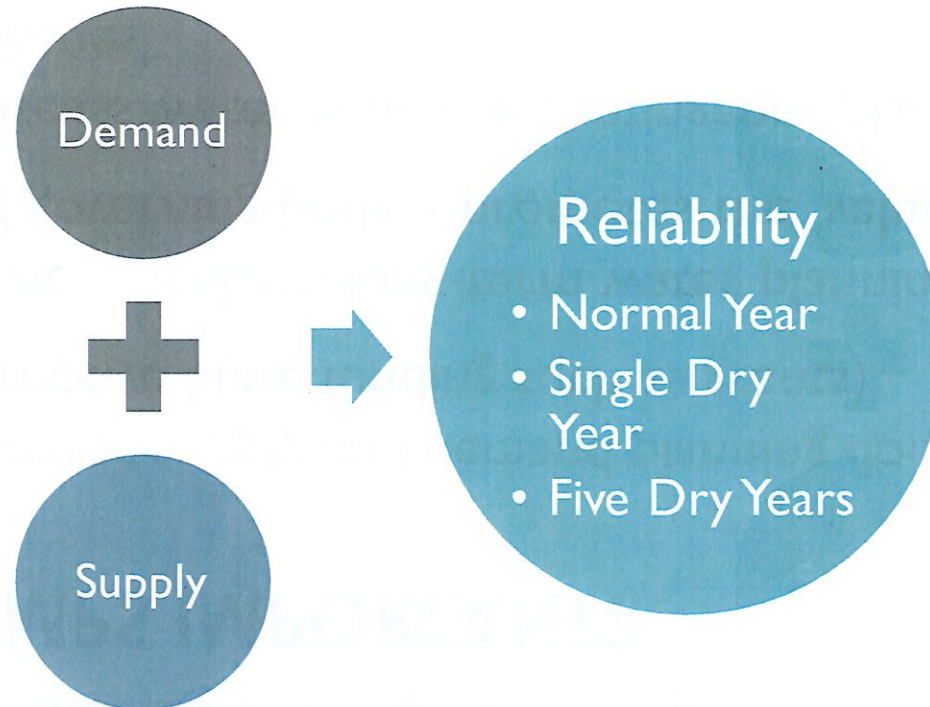 Demand
Supply
Reliability
• Normal Year
• Single Dry
Year
• Five Dry Years